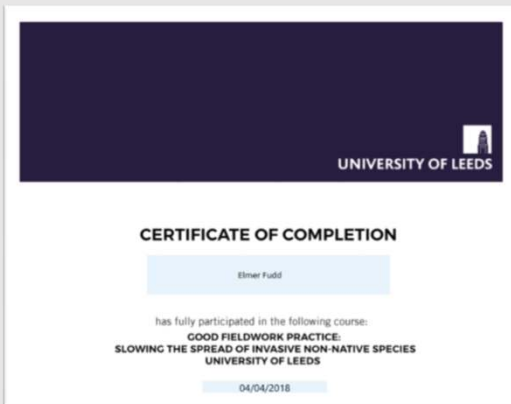 UNIVERSITY OF LEEDS
CERTIFICATE OF COMPLETION
Elmer Fudd
has fully participated in the following course:
GOOD FIELDWORK PRACTICE:
SLOWING THE SPREAD OF INVASIVE NON-NATIVE SPECIES
UNIVERSITY OF LEEDS
04/04/2018